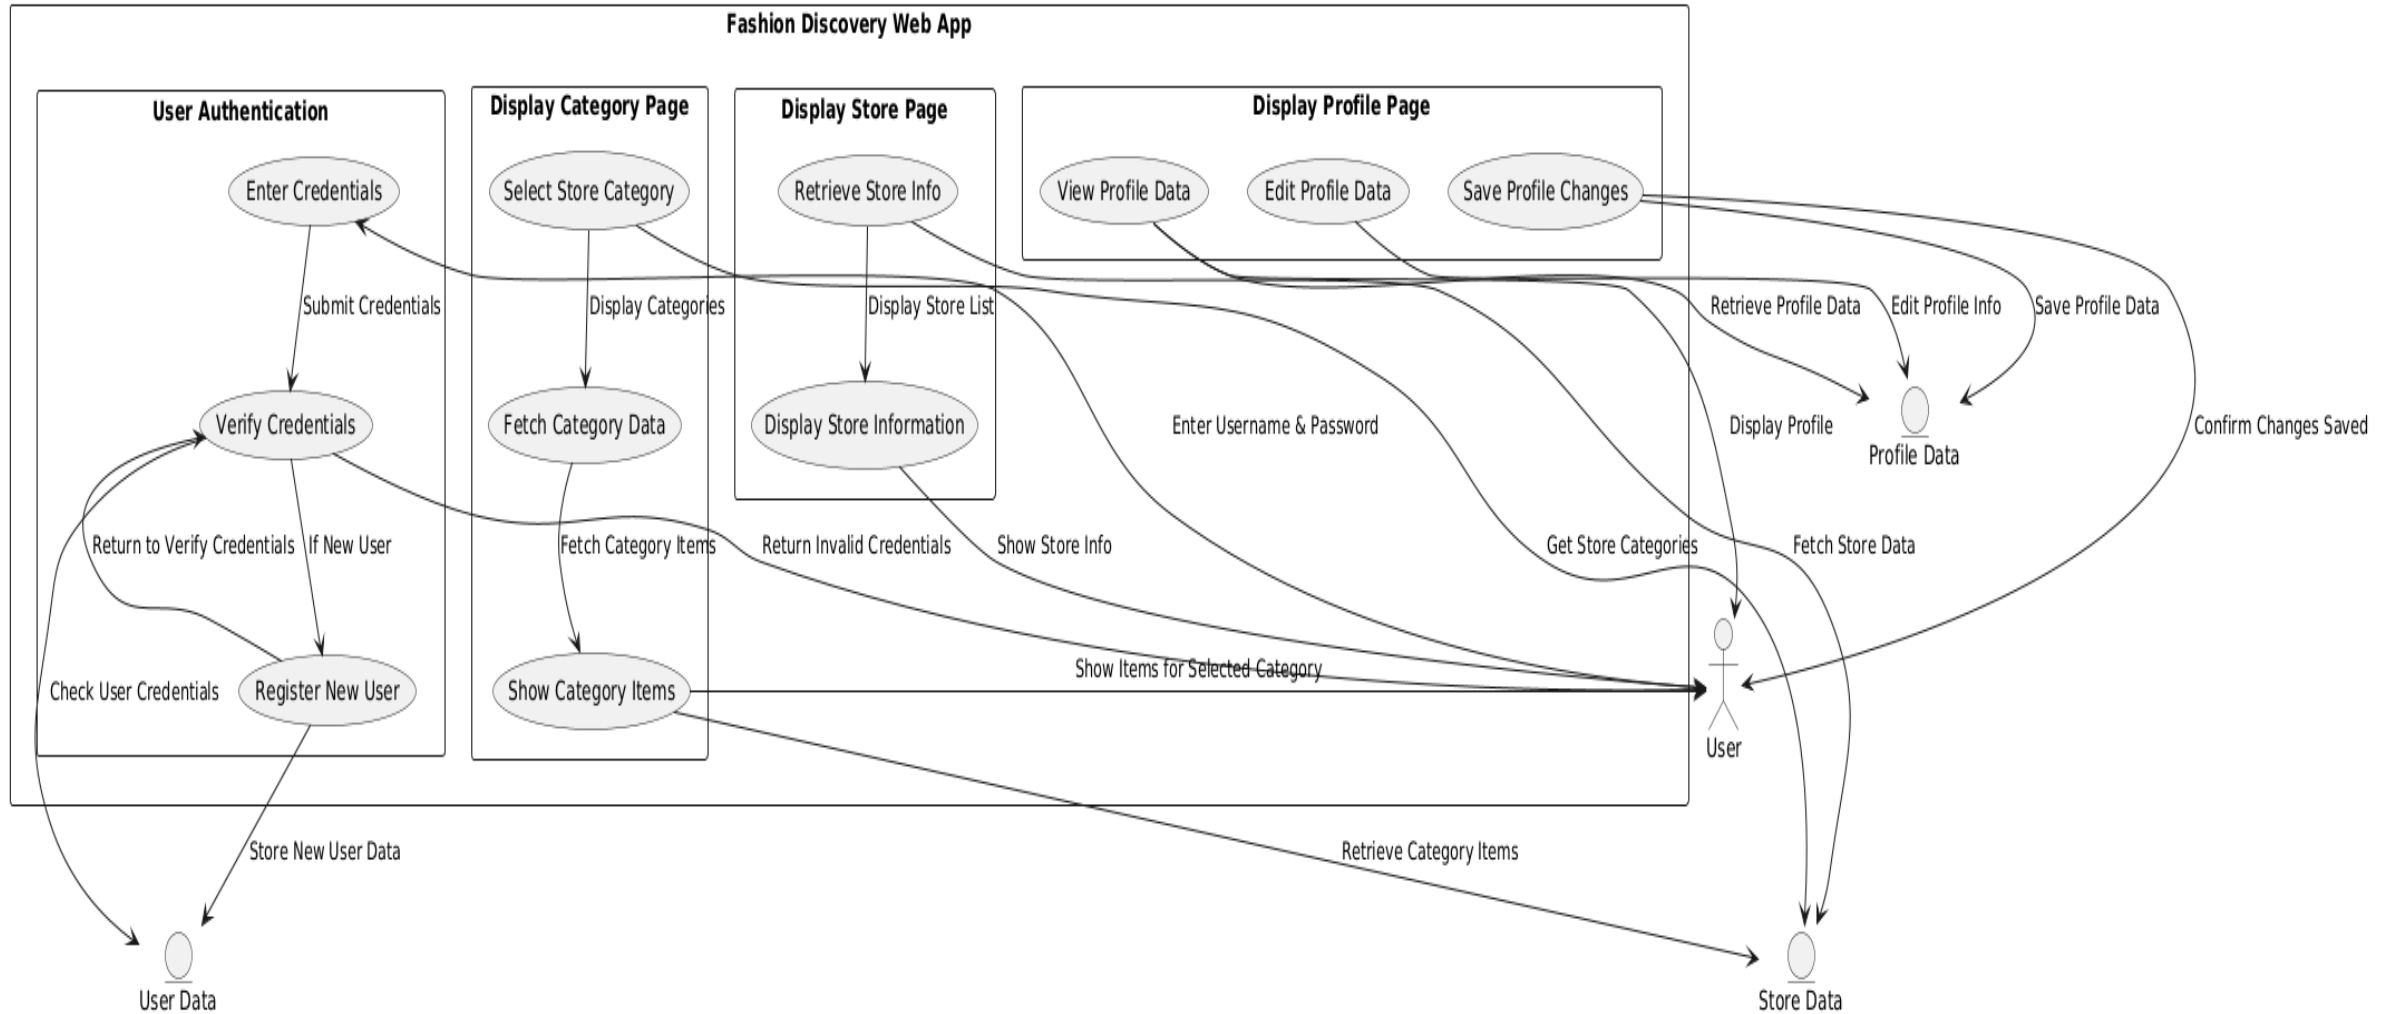 Fashion Discovery Web App
User Authentication
Display Category Page
Display Store Page
Display Profile Page
Enter Credentials
Select Store Category
Retrieve Store Info
View Profile Data
Edit Profile Data
Save Profile Changes
Submit Credentials
Display Categories
Display Store List
Retrieve Profile Data
Edit Profile Info
Save Profile Data
Verify Credentials
Fetch Category Data
Display Store Information
Enter Username & Password
Display Profile
Profile Data
Confirm Changes Saved
Return to Verify Credentials
If New User
Fetch Category Items
Return Invalid Credentials
Show Store Info
Get Store Categories
Fetch Store Data
Check User Credentials
Register New User
Show Category Items
Show Items for Selected Category
User
Store New User Data
Retrieve Category Items
User Data
Store Data